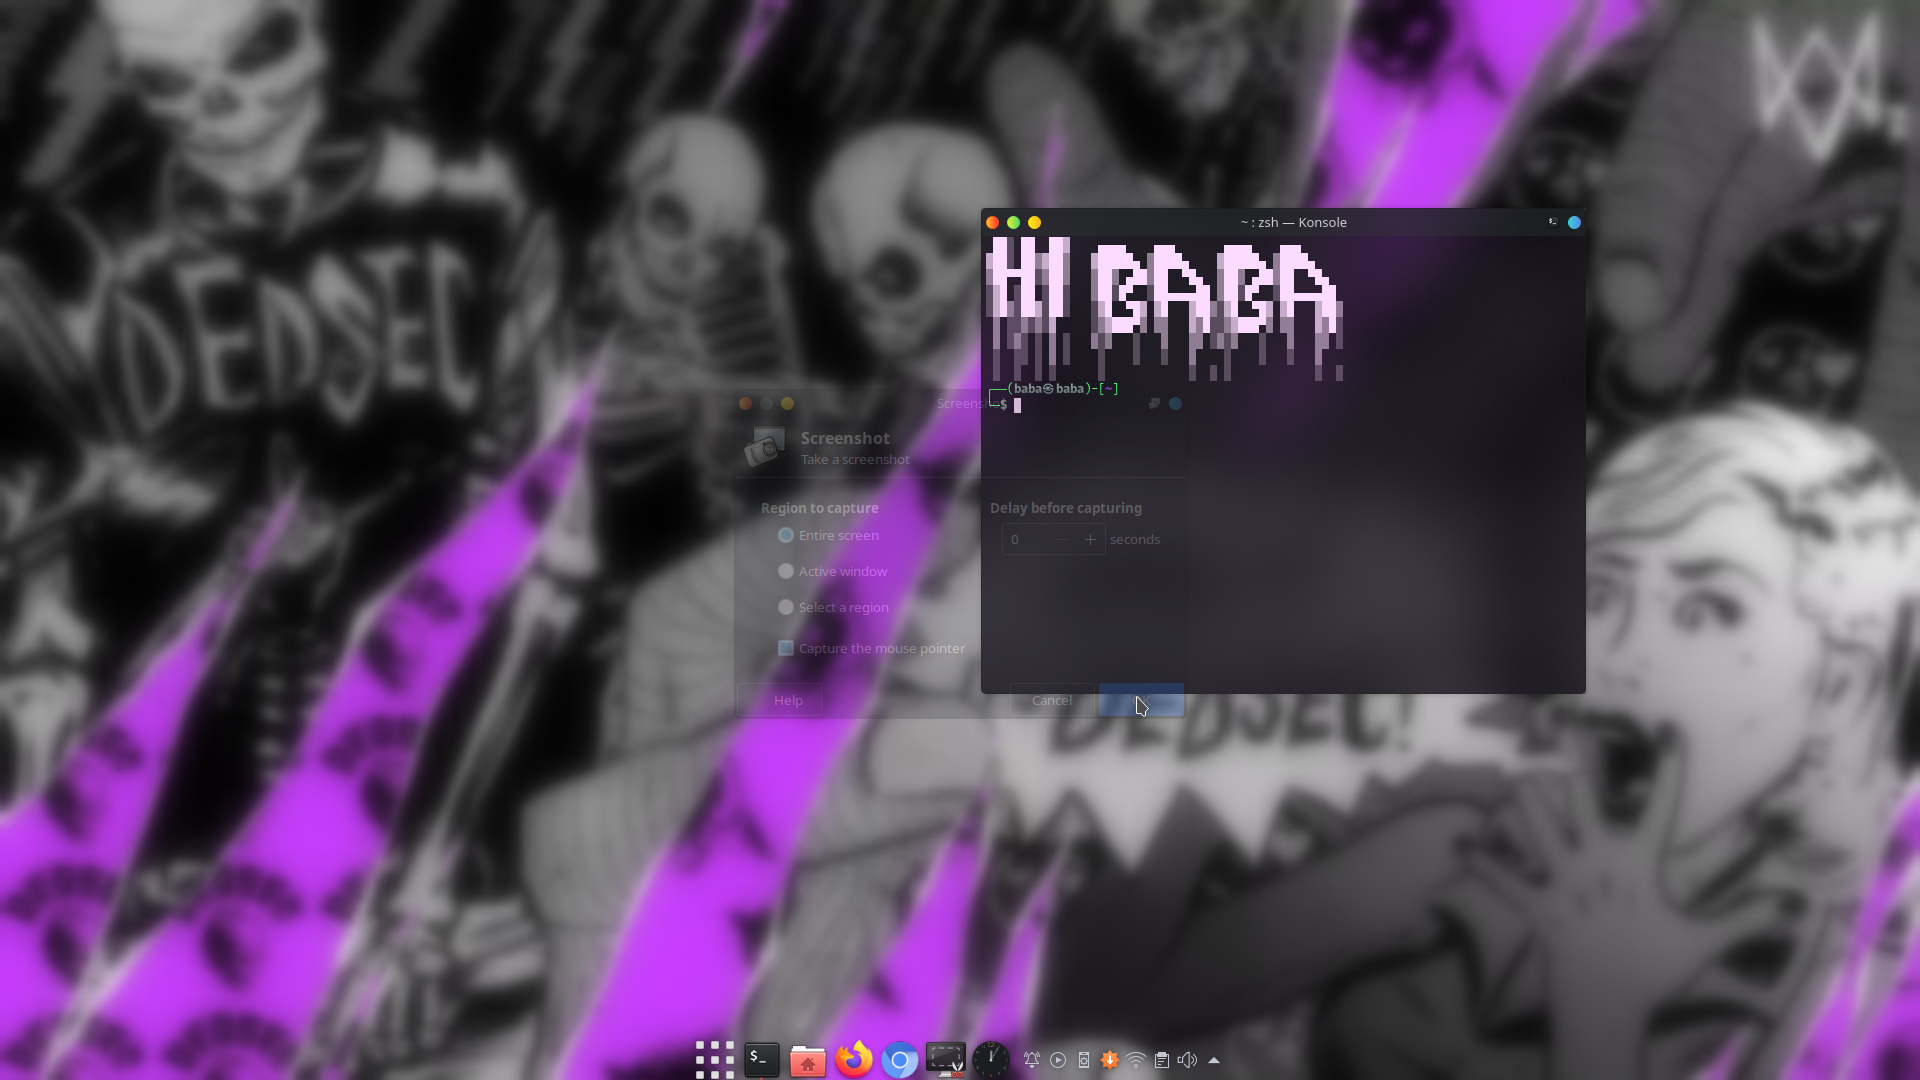 DEDSEC
~ : zsh — Konsole
HI BABA
(baba㉿baba)-[~]
$
Screensh
Screenshot
Take a screenshot
Region to capture
Entire screen
Active window
Select a region
Capture the mouse pointer
Delay before capturing
0 seconds
Help
Cancel
DEDSEC!
$_